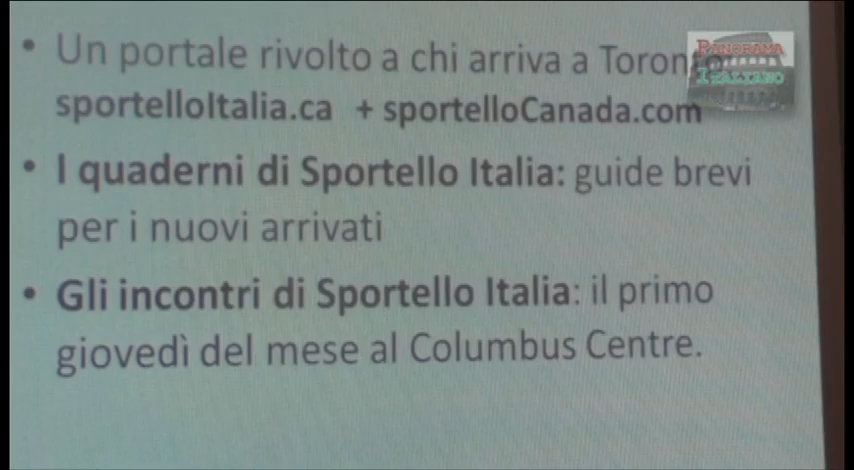 • Un portale rivolto a chi arriva a Toronto
sportelloItalia.ca + sportelloCanada.com
• I quaderni di Sportello Italia: guide brevi
per i nuovi arrivati
• Gli incontri di Sportello Italia: il primo
giovedì del mese al Columbus Centre.
PANORAMA
ITALIANO